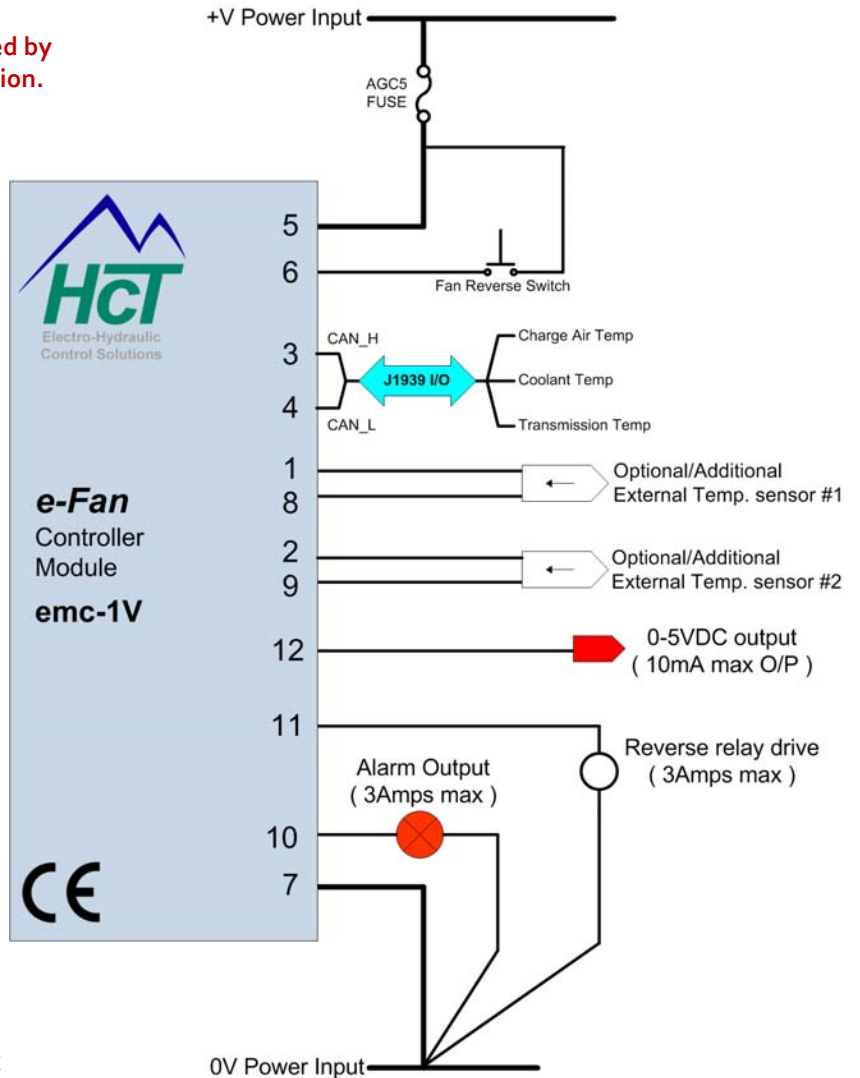 +V Power Input
ed by
ion.
AGC5
FUSE
5
6
Fan Reverse Switch
HcT
Electro-Hydraulic
Control Solutions
3
CAN_H
J1939 I/O
Charge Air Temp
Coolant Temp
Transmission Temp
4
CAN_L
1
8
Optional/Additional
External Temp. sensor #1
e-Fan
Controller
Module
emc-1V
2
9
Optional/Additional
External Temp. sensor #2
12
0-5VDC output
( 10mA max O/P )
11
Reverse relay drive
( 3Amps max )
Alarm Output
( 3Amps max )
10
7
CE
0V Power Input